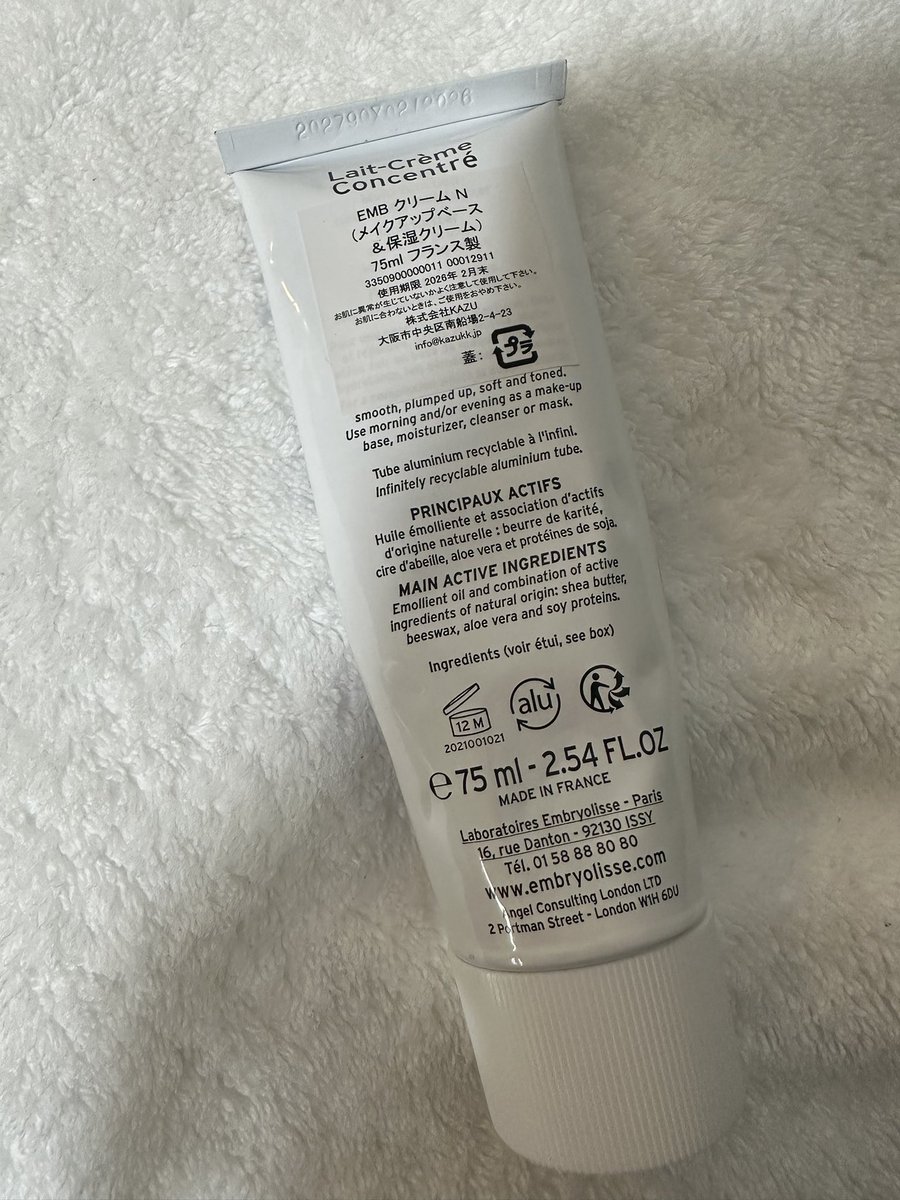 202790X02/2026
Lait-Crème
Concentré
EMB クリーム N
(メイクアップベース
&保湿クリーム)
75ml フランス製
3350900000011 00012911
使用期限 2026年 2月末
お肌に異常が生じていないかよく注意して使用して下さい。
お肌に合わないときは、ご使用をおやめ下さい。
株式会社KAZU
大阪市中央区南船場2-4-23
info@kazukk.jp
蓋: プラ
smooth, plumped up, soft and toned.
Use morning and/or evening as a make-up
base, moisturizer, cleanser or mask.
Tube aluminium recyclable à l'infini.
Infinitely recyclable aluminium tube.
PRINCIPAUX ACTIFS
Huile émolliente et association d'actifs
d'origine naturelle : beurre de karité,
cire d'abeille, aloe vera et protéines de soja.
MAIN ACTIVE INGREDIENTS
Emollient oil and combination of active
ingredients of natural origin: shea butter,
beeswax, aloe vera and soy proteins.
Ingredients (voir étui, see box)
12 M alu
2021001021
e 75 ml - 2.54 FL.OZ
MADE IN FRANCE
Laboratoires Embryolisse - Paris
16, rue Danton - 92130 ISSY
Tél. 01 58 88 80 80
www.embryolisse.com
Angel Consulting London LTD
2 Portman Street - London W1H 6DU